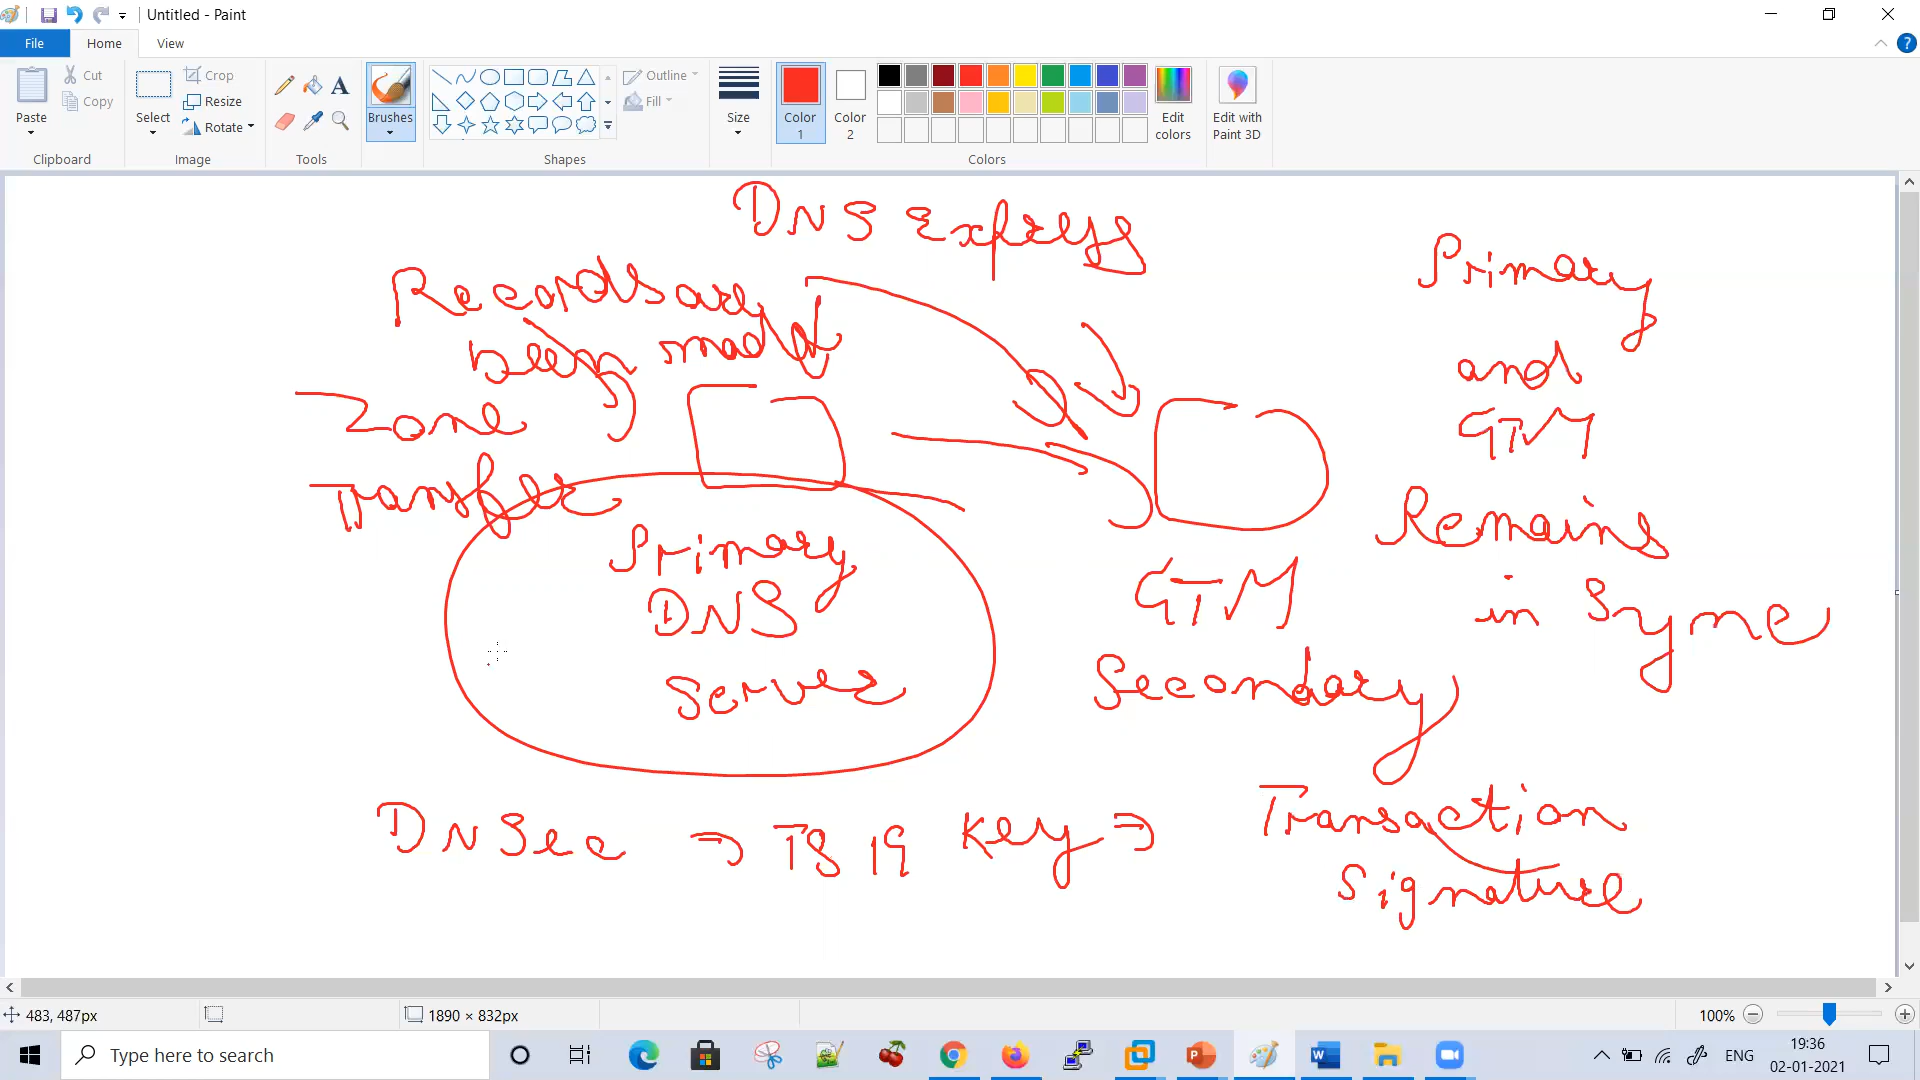 Untitled - Paint
File Home View
Paste Cut Copy Select Crop Resize Rotate Brushes Outline Fill Size Color 1 Color 2 Edit colors Edit with Paint 3D
Clipboard Image Tools Shapes Colors
DNS Express
Records are
been made
Zone
Transfer
Primary
DNS
Server
GTM
Secondary
Primary
and
GTM
Remains
in Sync
DNSec ⇒ TSIG Key ⇒ Transaction
Signature
483, 487px 1890 × 832px 100%
Type here to search ENG 19:36
02-01-2021